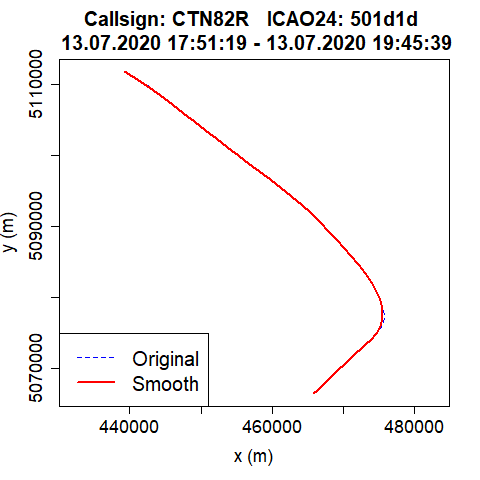 Callsign: CTN82R   ICAO24: 501d1d
13.07.2020 17:51:19 - 13.07.2020 19:45:39
5110000
5090000
5070000
y (m)
Original
Smooth
440000
460000
480000
x (m)